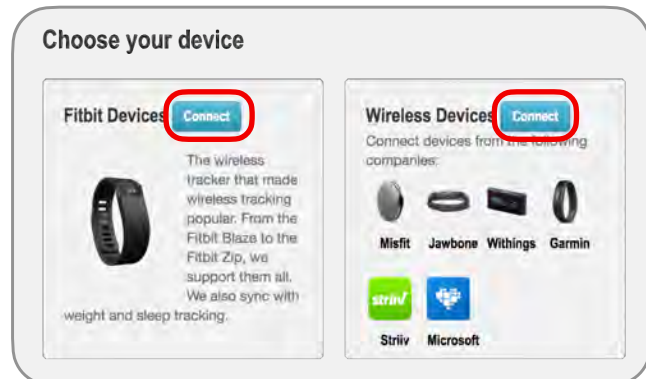 Choose your device
Fitbit Devices Connect
The wireless
tracker that made
wireless tracking
popular. From the
Fitbit Blaze to the
Fitbit Zip, we
support them all.
We also sync with
weight and sleep tracking.
Wireless Devices Connect
Connect devices from the following
companies:
Misfit Jawbone Withings Garmin
striiv
Striiv Microsoft